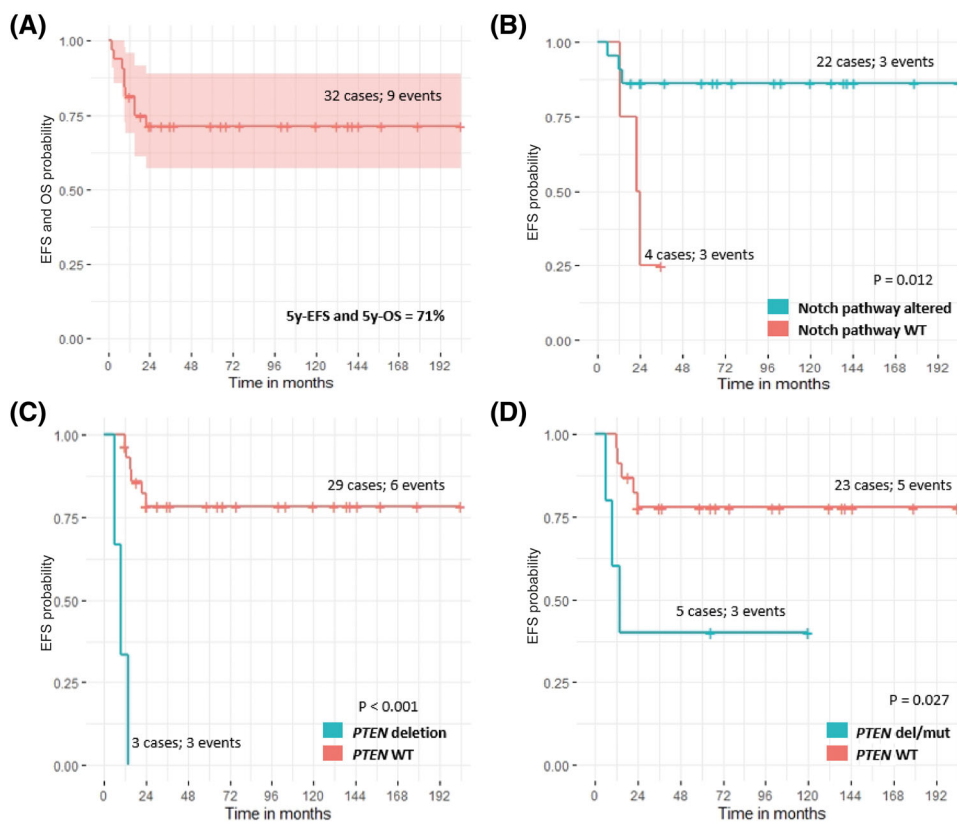 (A)
EFS and OS probability
1.00
0.75
0.50
0.25
0.00
32 cases; 9 events
5y-EFS and 5y-OS = 71%
0 24 48 72 96 120 144 168 192
Time in months
(B)
EFS probability
1.00
0.75
0.50
0.25
0.00
22 cases; 3 events
4 cases; 3 events
P = 0.012
Notch pathway altered
Notch pathway WT
0 24 48 72 96 120 144 168 192
Time in months
(C)
EFS probability
1.00
0.75
0.50
0.25
0.00
29 cases; 6 events
P < 0.001
PTEN deletion
3 cases; 3 events
PTEN WT
0 24 48 72 96 120 144 168 192
Time in months
(D)
EFS probability
1.00
0.75
0.50
0.25
0.00
23 cases; 5 events
5 cases; 3 events
P = 0.027
PTEN del/mut
PTEN WT
0 24 48 72 96 120 144 168 192
Time in months